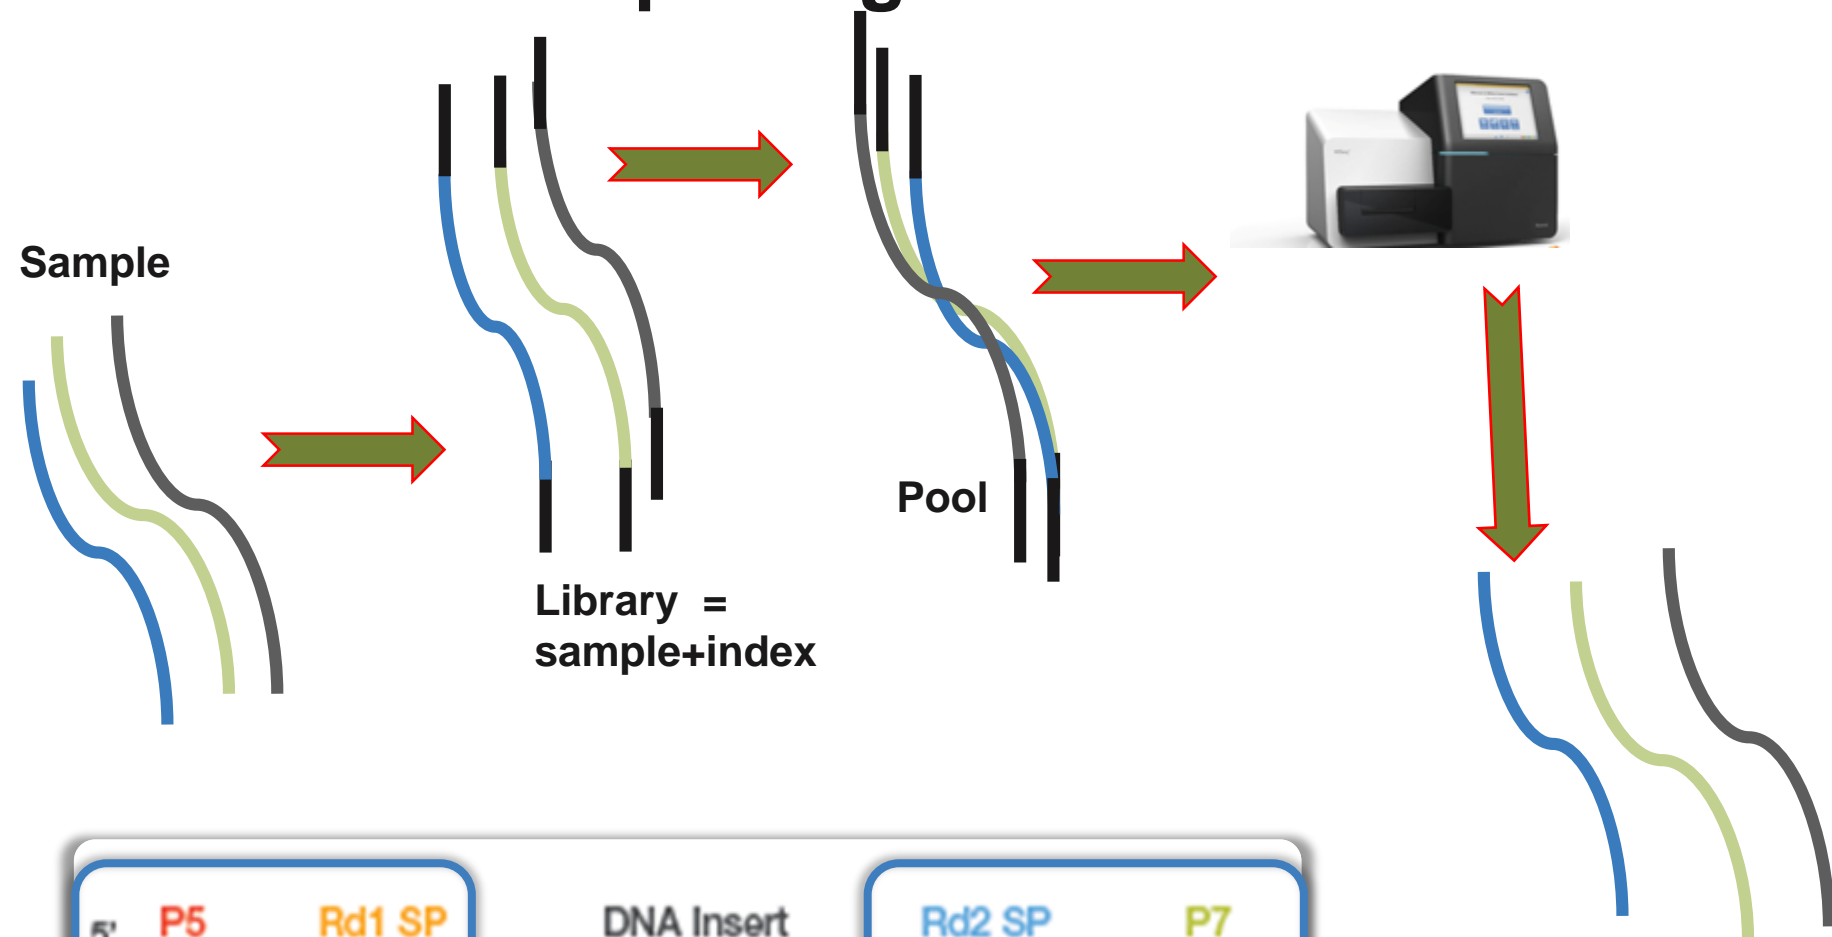 Sample
Pool
Library =
sample+index
5' P5 Rd1 SP DNA Insert Rd2 SP P7